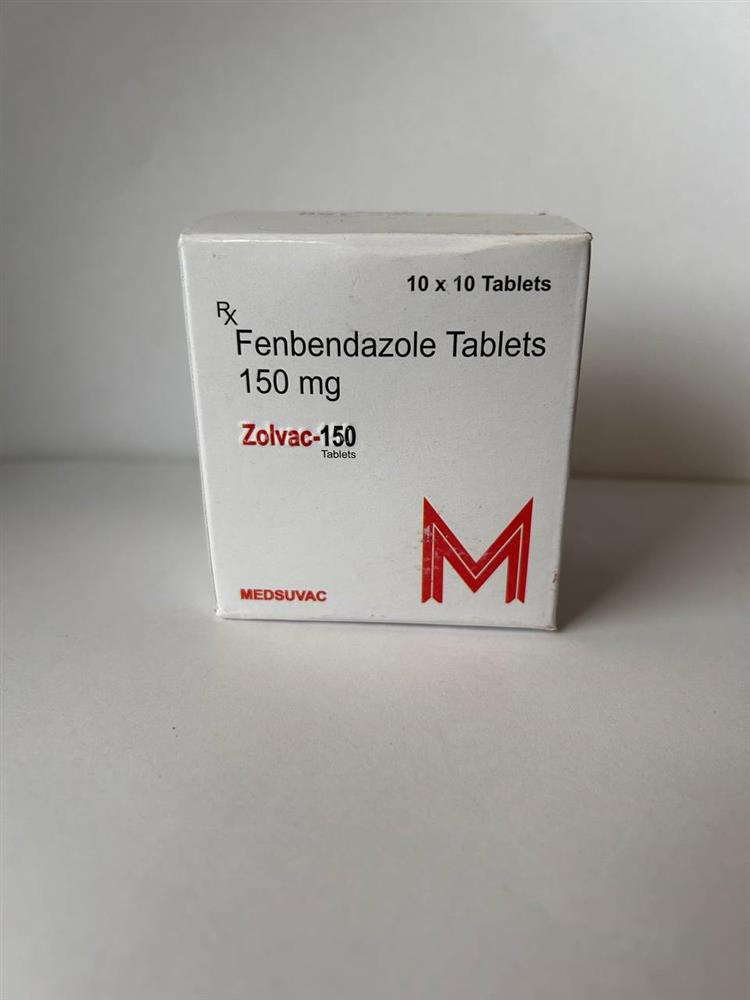 10 x 10 Tablets
Rx
Fenbendazole Tablets
150 mg
Zolvac-150
Tablets
M
MEDSUVAC